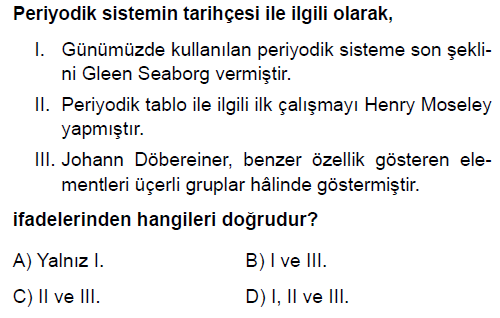 Periyodik sistemin tarihçesi ile ilgili olarak,
I. Günümüzde kullanılan periyodik sisteme son şekli-
ni Gleen Seaborg vermiştir.
II. Periyodik tablo ile ilgili ilk çalışmayı Henry Moseley
yapmıştır.
III. Johann Döbereiner, benzer özellik gösteren ele-
mentleri üçerli gruplar hâlinde göstermiştir.
ifadelerinden hangileri doğrudur?
A) Yalnız I. B) I ve III.
C) II ve III. D) I, II ve III.